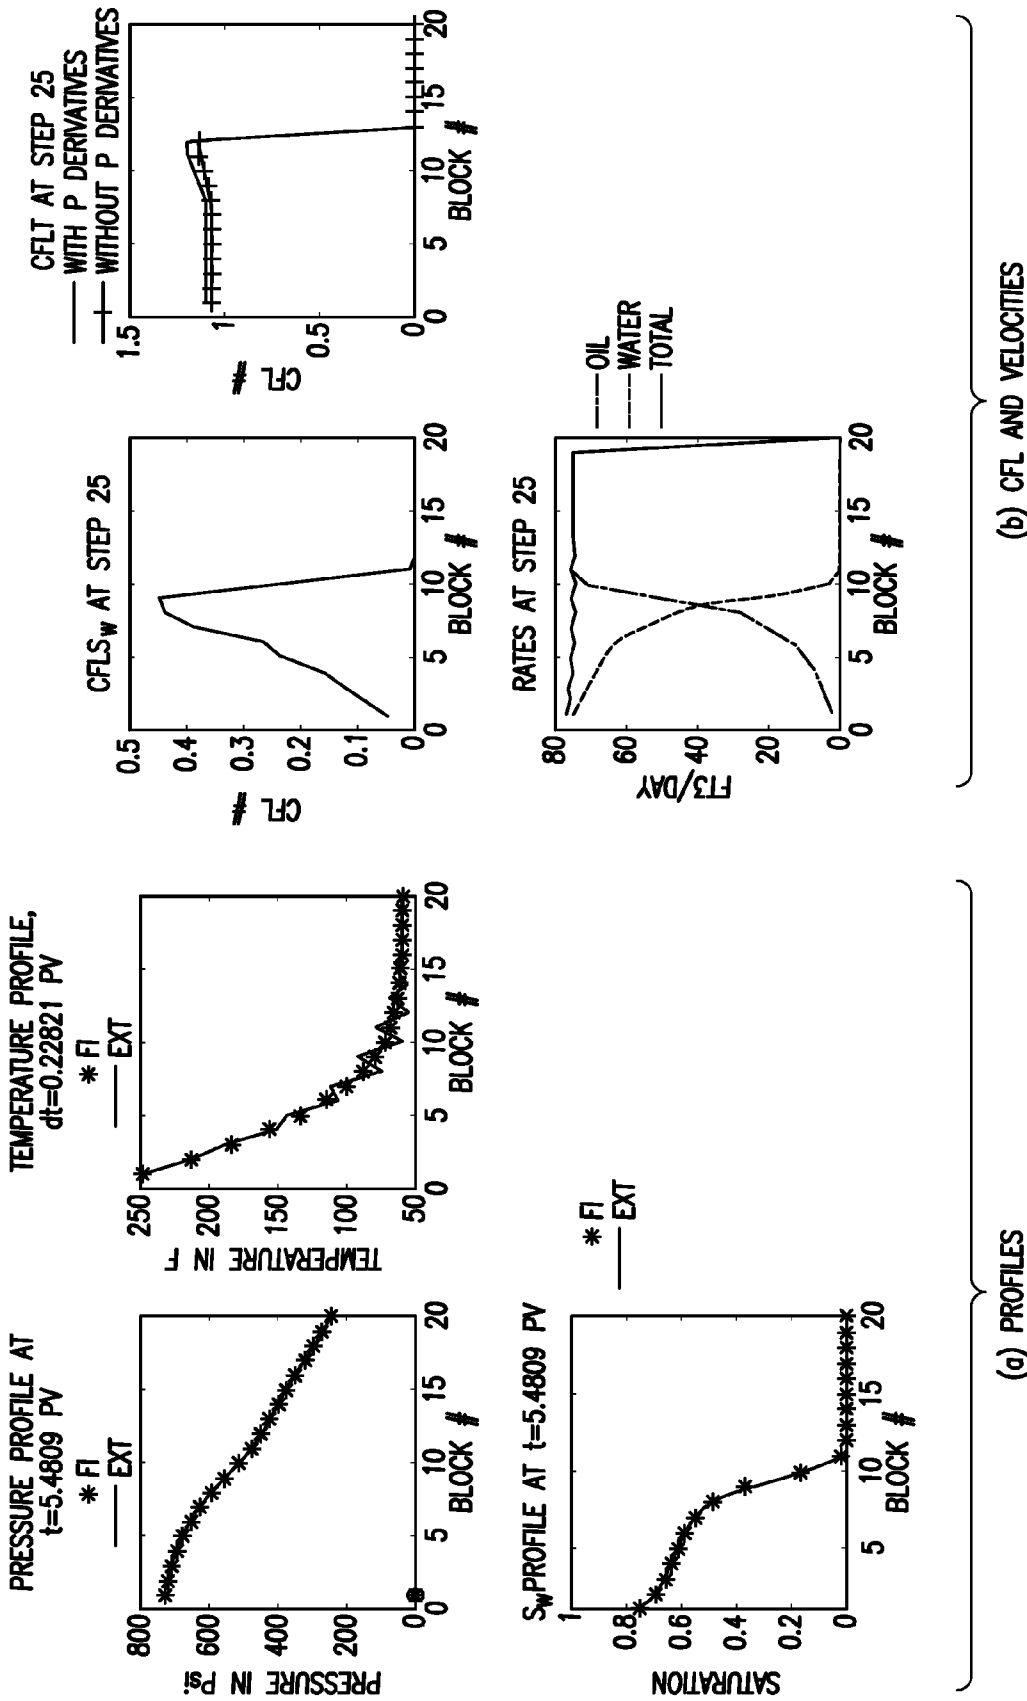 PRESSURE PROFILE AT
t=5.4809 PV
FI
EXT
PRESSURE IN Psi
800
600
400
200
0
0
5
10
15
20
BLOCK #
TEMPERATURE PROFILE,
dt=0.22821 PV
FI
EXT
TEMPERATURE IN F
250
200
150
100
50
0
5
10
15
20
BLOCK #
Sw PROFILE AT t=5.4809 PV
FI
EXT
SATURATION
1
0.8
0.6
0.4
0.2
0
5
10
15
20
BLOCK #
(a) PROFILES
CFLSw AT STEP 25
CFL #
0.5
0.4
0.3
0.2
0.1
0
0
5
10
15
20
BLOCK #
CFLT AT STEP 25
WITH P DERIVATIVES
WITHOUT P DERIVATIVES
CFL #
1.5
1
0.5
0
0
5
10
15
20
BLOCK #
RATES AT STEP 25
OIL
WATER
TOTAL
FT3/DAY
80
60
40
20
0
0
5
10
15
20
BLOCK #
(b) CFL AND VELOCITIES